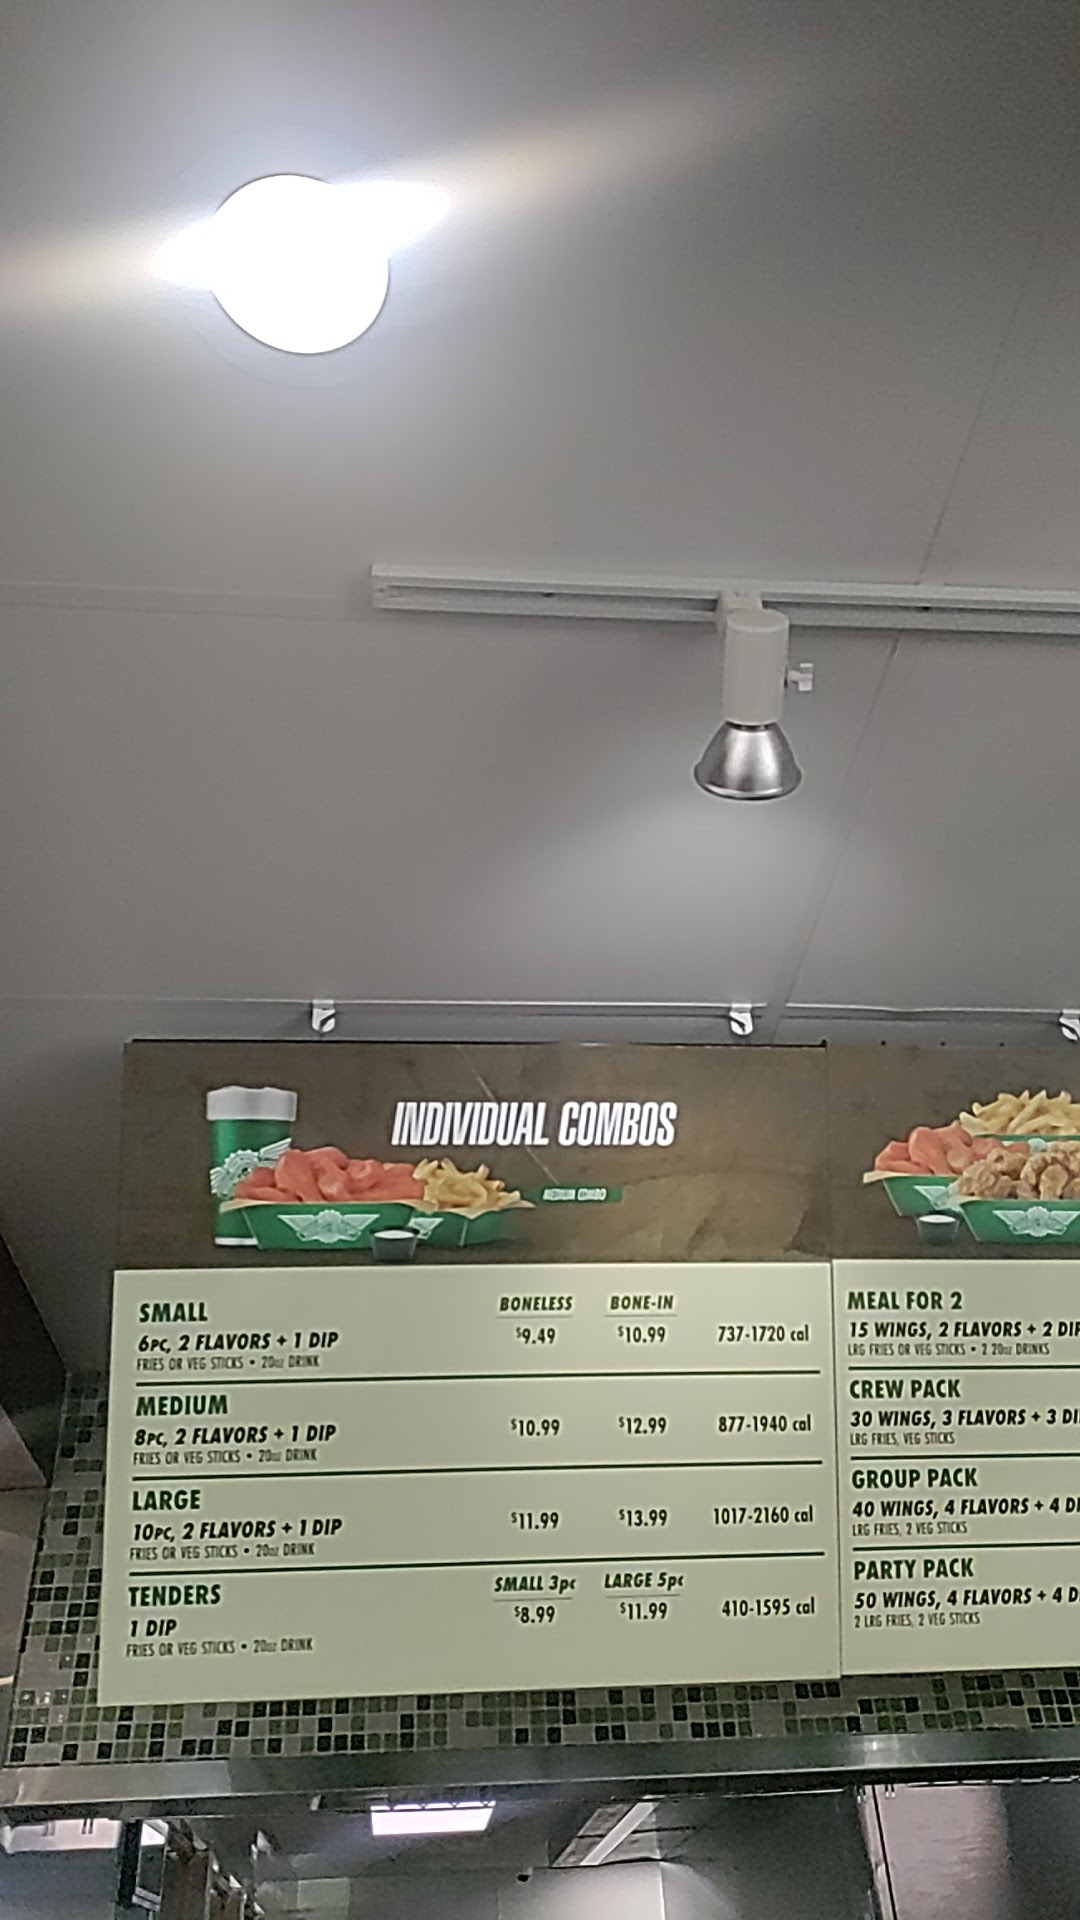 INDIVIDUAL COMBOS
MEDIUM COMBO
SMALL
BONELESS BONE-IN
6PC, 2 FLAVORS + 1 DIP $9.49 $10.99 737-1720 cal
FRIES OR VEG STICKS • 20oz DRINK
MEDIUM
8PC, 2 FLAVORS + 1 DIP $10.99 $12.99 877-1940 cal
FRIES OR VEG STICKS • 20oz DRINK
LARGE
10PC, 2 FLAVORS + 1 DIP $11.99 $13.99 1017-2160 cal
FRIES OR VEG STICKS • 20oz DRINK
TENDERS SMALL 3pc LARGE 5pc
1 DIP $8.99 $11.99 410-1595 cal
FRIES OR VEG STICKS • 20oz DRINK
MEAL FOR 2
15 WINGS, 2 FLAVORS + 2 DIP
LRG FRIES OR VEG STICKS • 2 20oz DRINKS
CREW PACK
30 WINGS, 3 FLAVORS + 3 DI
LRG FRIES, VEG STICKS
GROUP PACK
40 WINGS, 4 FLAVORS + 4 D
LRG FRIES, 2 VEG STICKS
PARTY PACK
50 WINGS, 4 FLAVORS + 4 D
2 LRG FRIES, 2 VEG STICKS